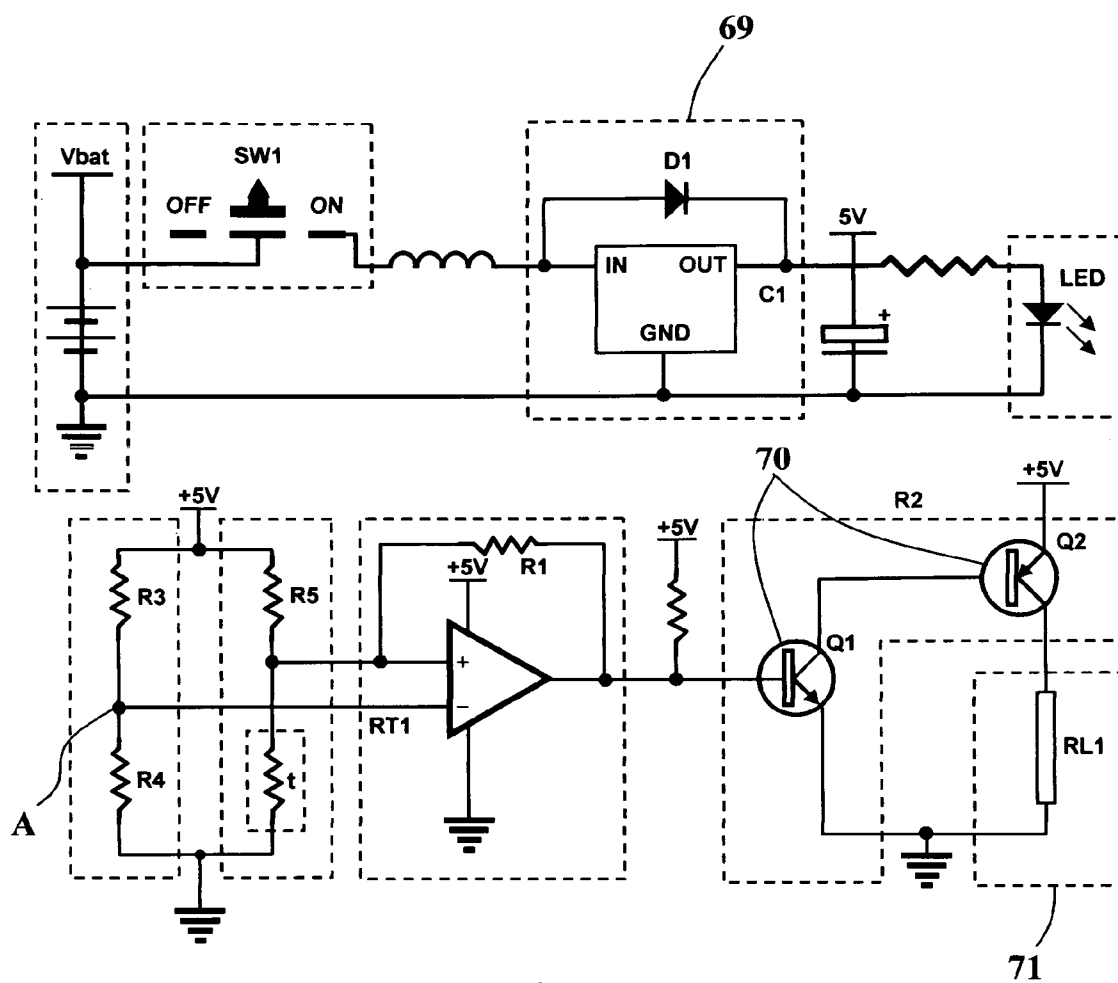 69
Vbat
SW1
D1
OFF
ON
5V
IN
OUT
LED
C1
+
GND
70
+5V
+5V
+5V
R2
R1
+5V
Q2
R3
R5
+
Q1
−
RT1
RL1
R4
t
A
71